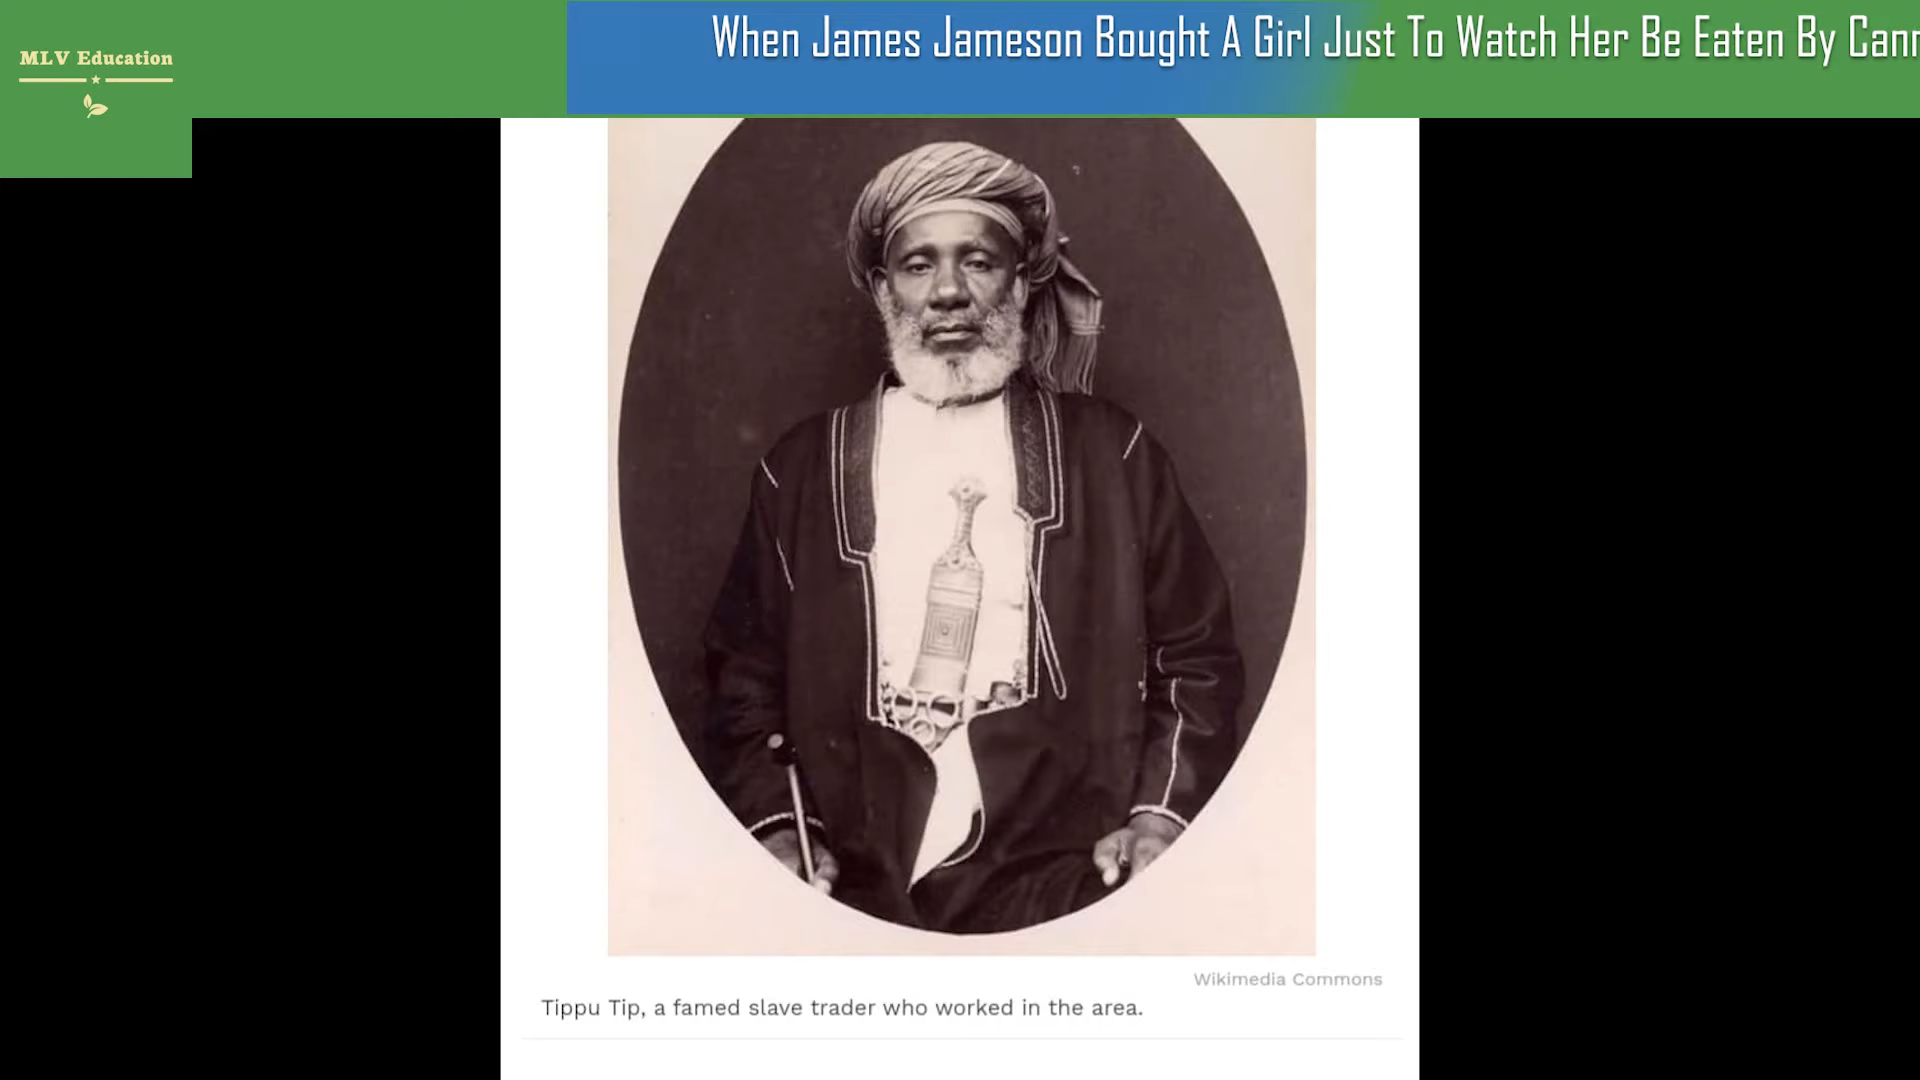 MLV Education
When James Jameson Bought A Girl Just To Watch Her Be Eaten By Cann
Wikimedia Commons
Tippu Tip, a famed slave trader who worked in the area.